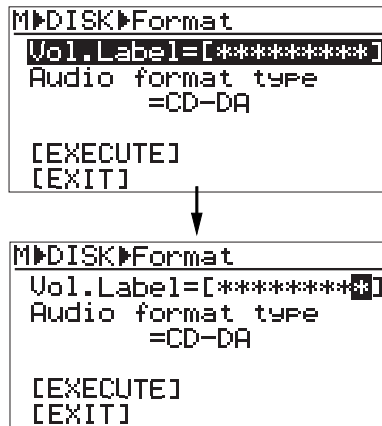 M▶DISK▶Format
Vol.Label=[*********]
Audio format type
=CD-DA
[EXECUTE]
[EXIT]
M▶DISK▶Format
Vol.Label=[*********]
Audio format type
=CD-DA
[EXECUTE]
[EXIT]